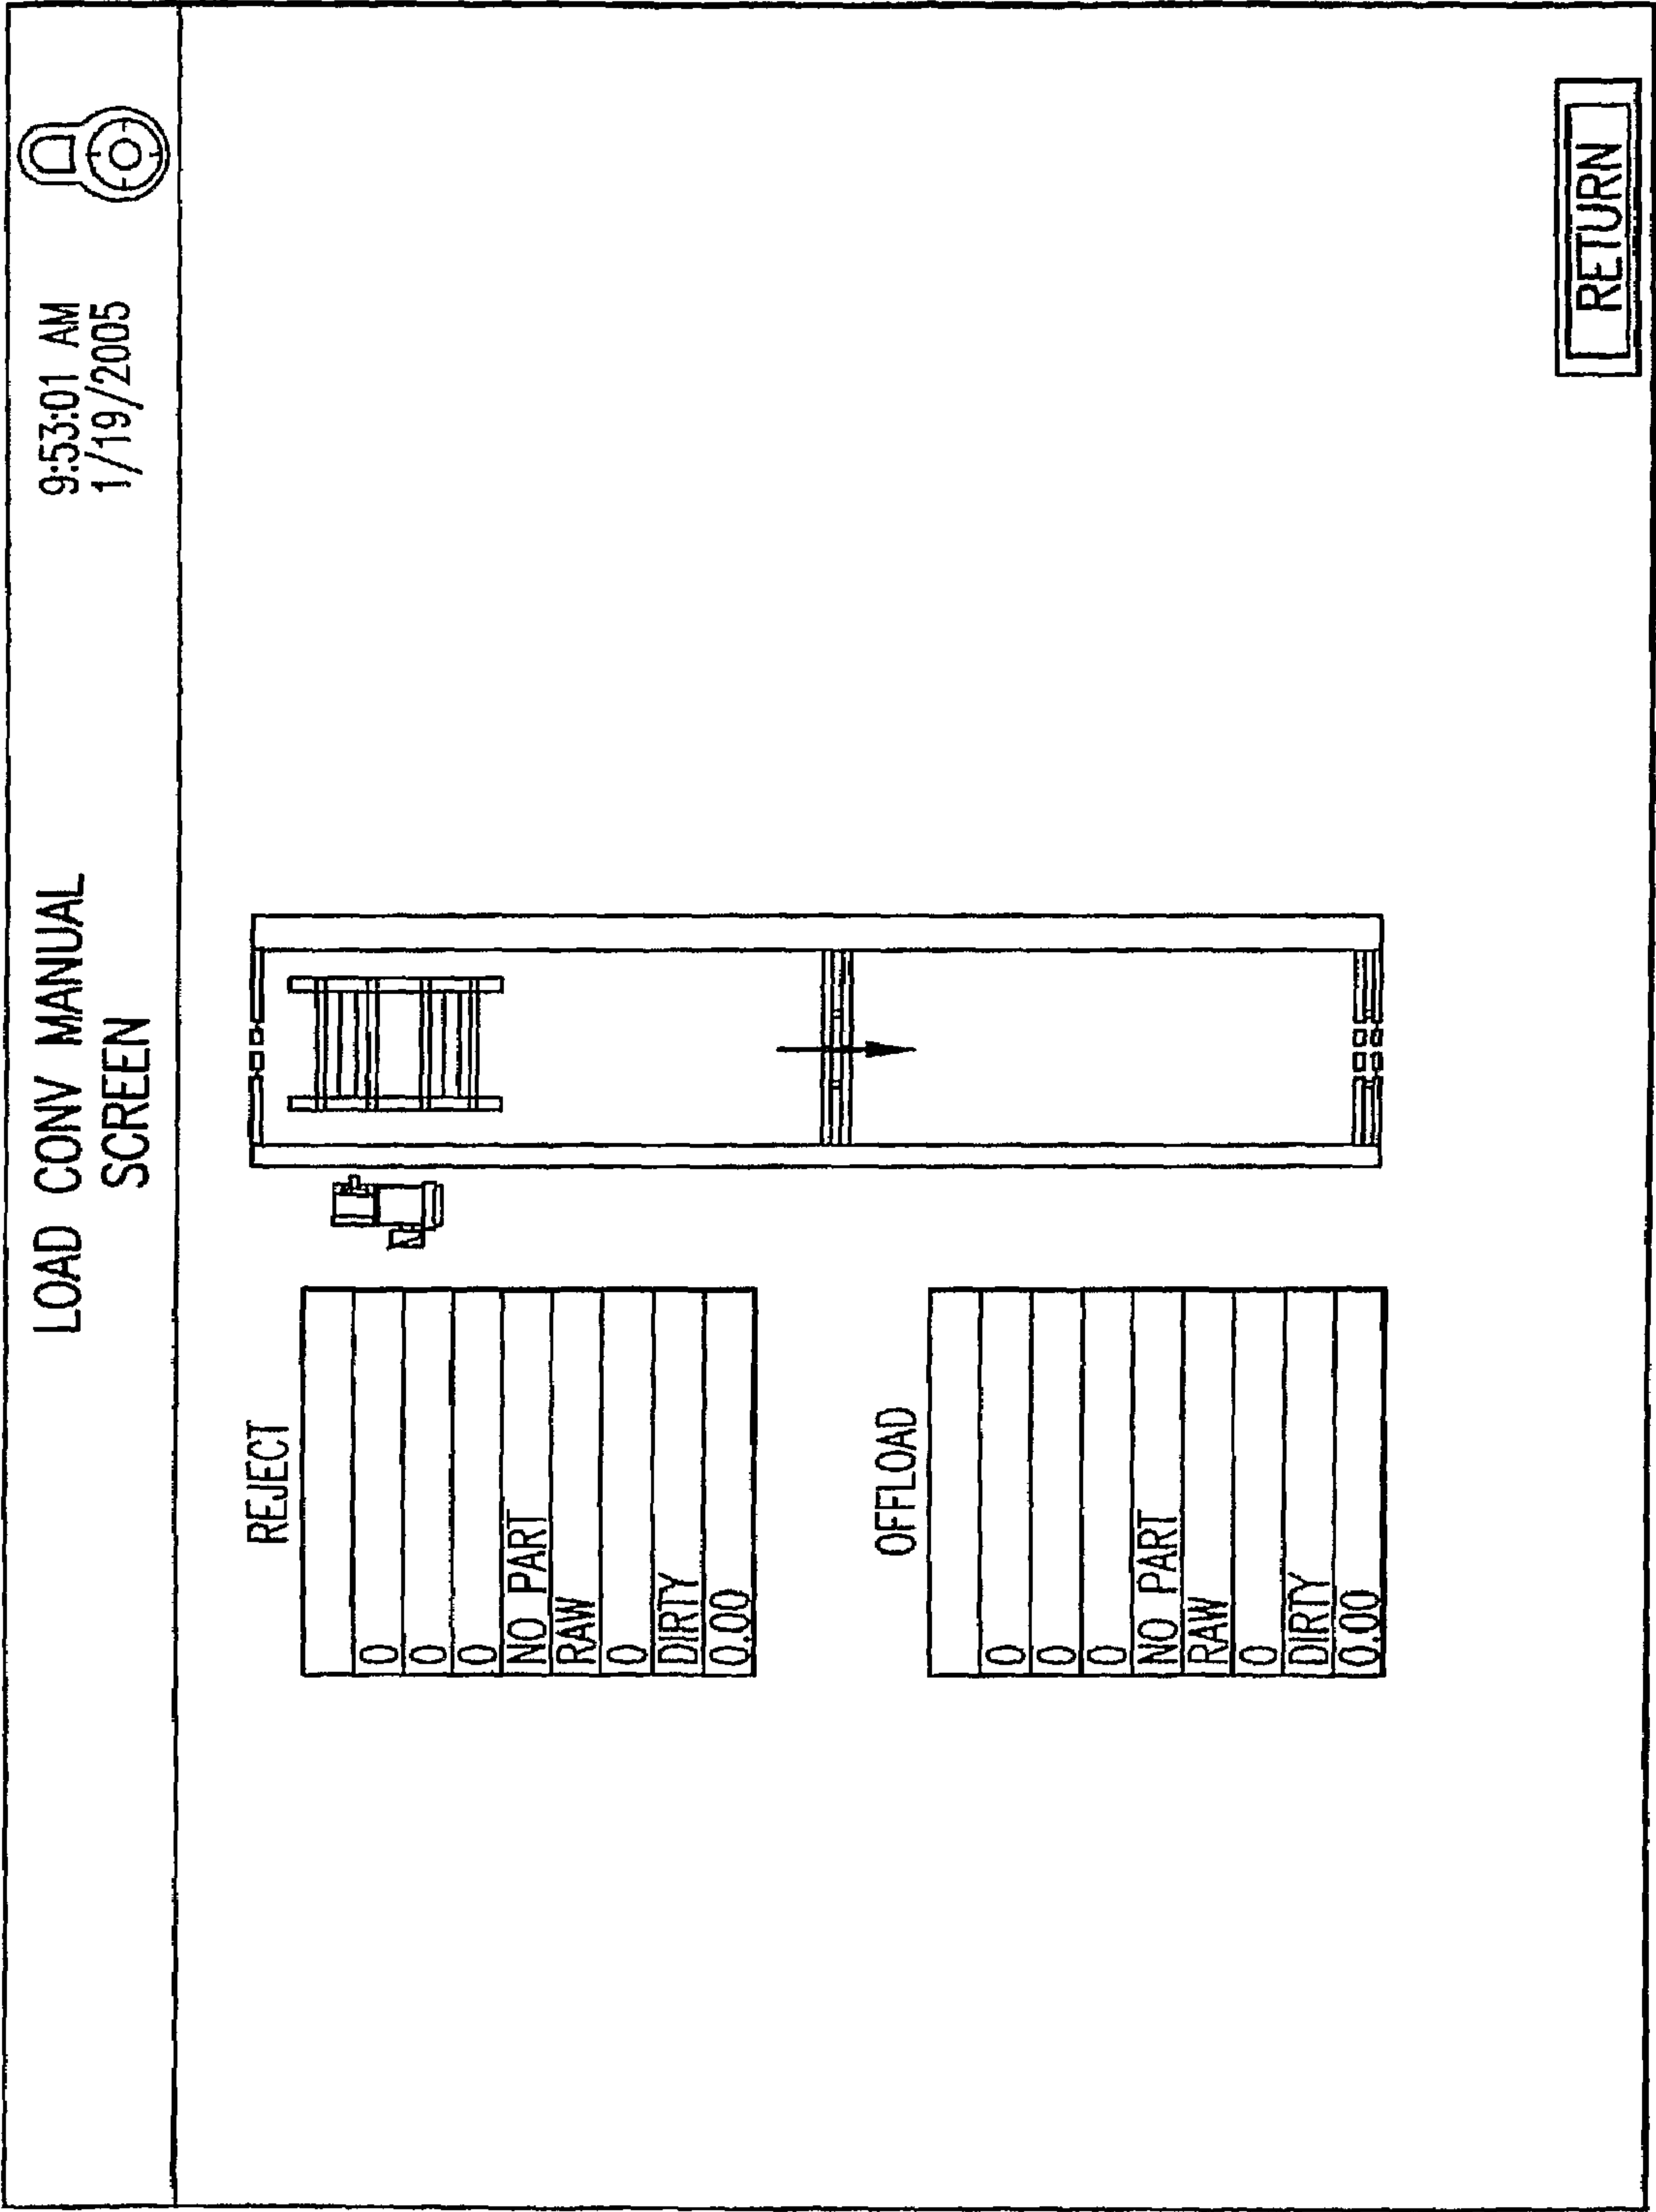 LOAD CONV MANUAL
SCREEN
9:53:01 AM
1/19/2005
REJECT
0
0
0
NO PART
RAW
0
DIRTY
0.00
OFFLOAD
0
0
0
NO PART
RAW
0
DIRTY
0.00
RETURN